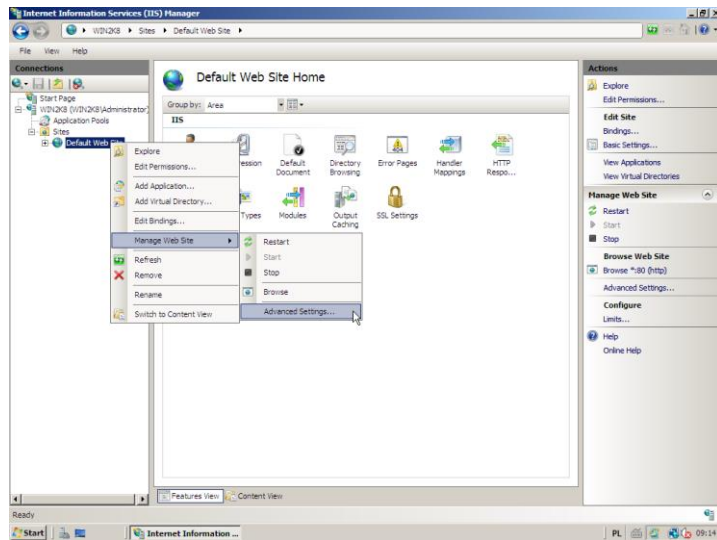 Internet Information Services (IIS) Manager
WIN2K8 Sites Default Web Site
File View Help
Connections
Start Page
WIN2K8 (WIN2K8\Administrator)
Application Pools
Sites
Default Web Site
Explore
Edit Permissions...
Add Application...
Add Virtual Directory...
Edit Bindings...
Manage Web Site
Refresh
Remove
Rename
Switch to Content View
Restart
Start
Stop
Browse
Advanced Settings...
Default Web Site Home
Group by: Area
IIS
ession
Default Document
Directory Browsing
Error Pages
Handler Mappings
HTTP Respo...
Types
Modules
Output Caching
SSL Settings
Features View Content View
Actions
Explore
Edit Permissions...
Edit Site
Bindings...
Basic Settings...
View Applications
View Virtual Directories
Manage Web Site
Restart
Start
Stop
Browse Web Site
Browse *:80 (http)
Advanced Settings...
Configure
Limits...
Help
Online Help
Ready
Start
Internet Information ...
PL
09:14